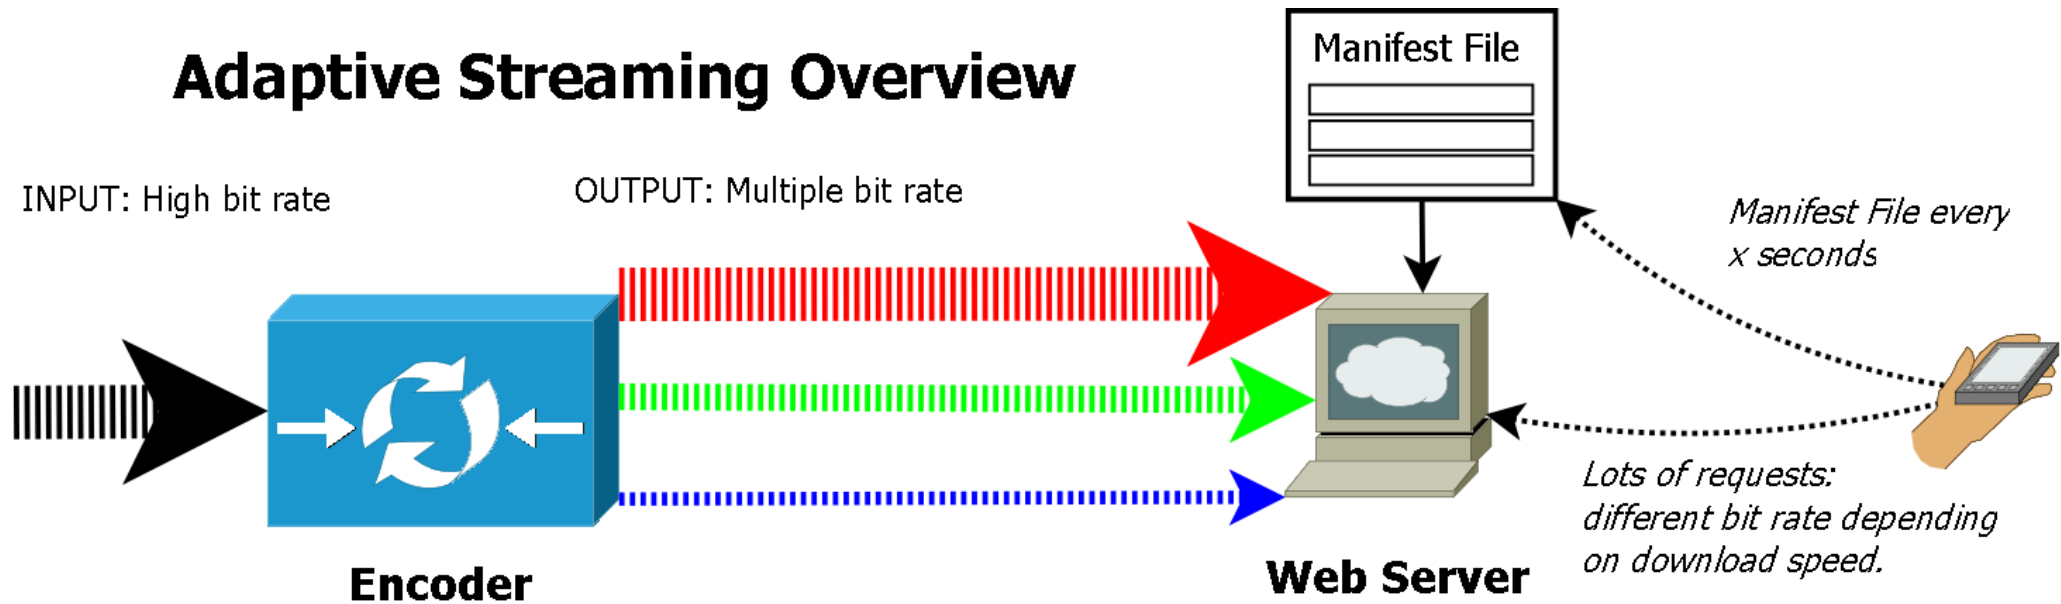 Adaptive Streaming Overview
Manifest File
INPUT: High bit rate
OUTPUT: Multiple bit rate
Manifest File every
x seconds
Lots of requests:
different bit rate depending
on download speed.
Encoder
Web Server